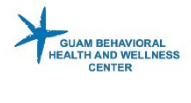 GUAM BEHAVIORAL
HEALTH AND WELLNESS
CENTER